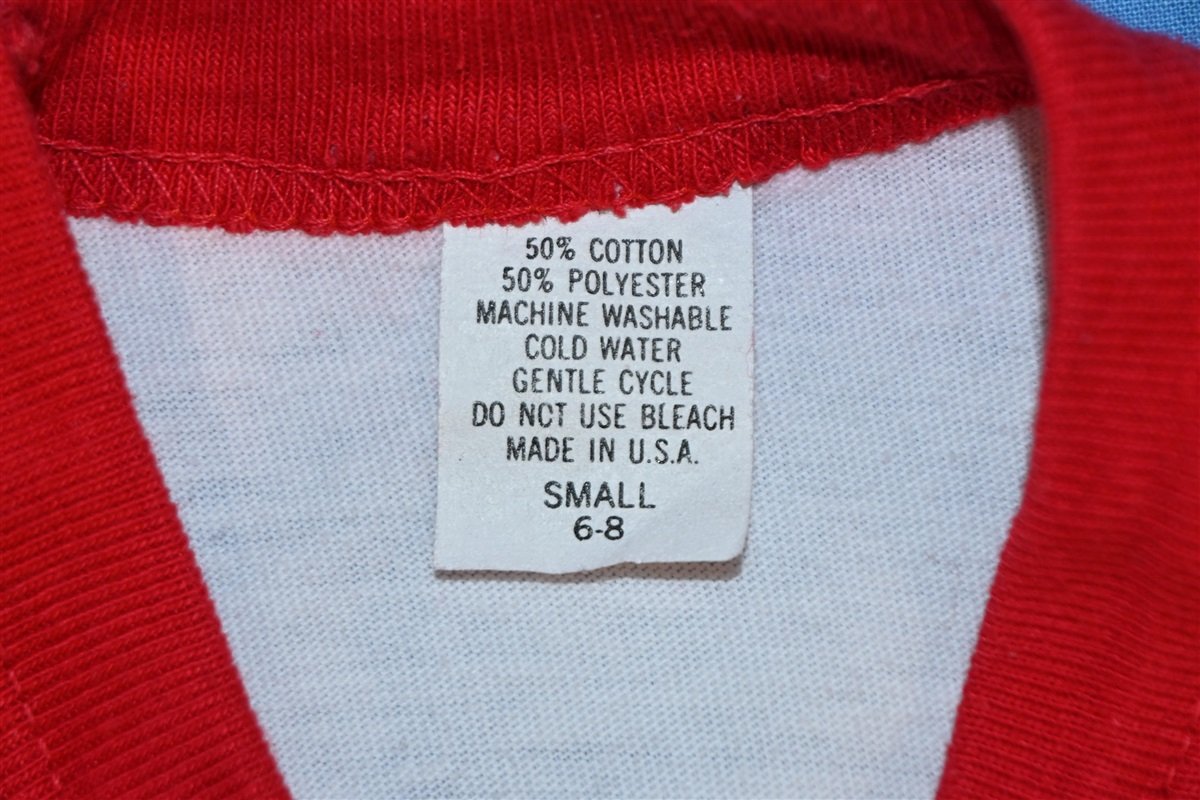 50% COTTON
50% POLYESTER
MACHINE WASHABLE
COLD WATER
GENTLE CYCLE
DO NOT USE BLEACH
MADE IN U.S.A.
SMALL
6-8